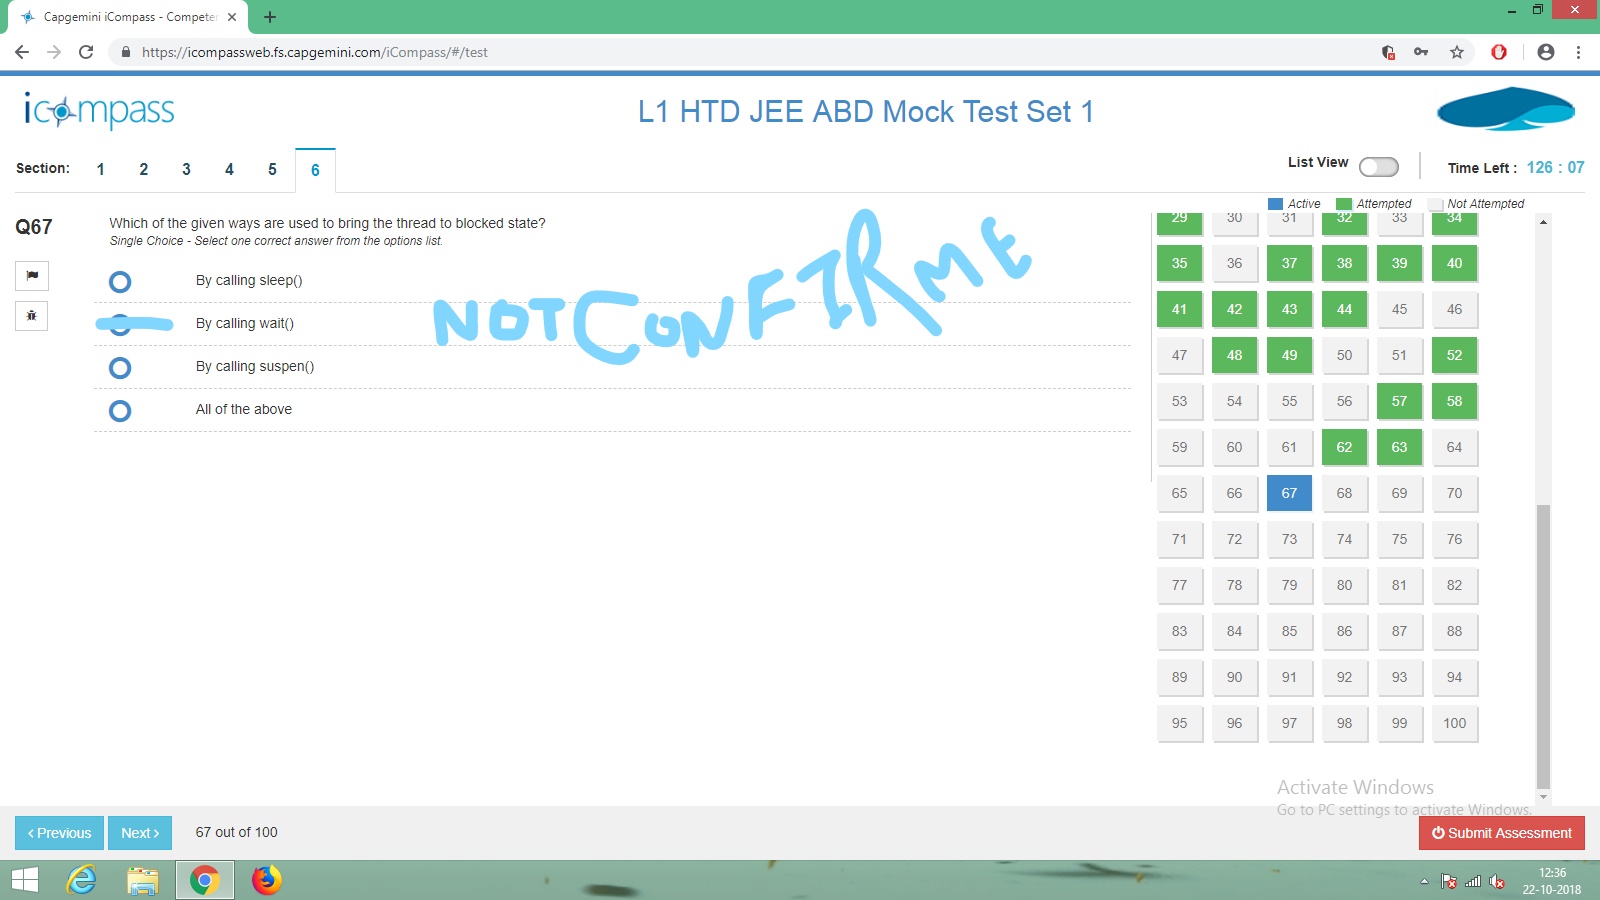 Capgemini iCompass - Competen
https://icompassweb.fs.capgemini.com/iCompass/#/test
icompass
L1 HTD JEE ABD Mock Test Set 1
Section: 1 2 3 4 5 6
List View
Time Left : 126 : 07
Active Attempted Not Attempted
Q67
Which of the given ways are used to bring the thread to blocked state?
Single Choice - Select one correct answer from the options list.
By calling sleep()
By calling wait()
By calling suspen()
All of the above
NOT CONFIRME
29 30 31 32 33 34
35 36 37 38 39 40
41 42 43 44 45 46
47 48 49 50 51 52
53 54 55 56 57 58
59 60 61 62 63 64
65 66 67 68 69 70
71 72 73 74 75 76
77 78 79 80 81 82
83 84 85 86 87 88
89 90 91 92 93 94
95 96 97 98 99 100
Activate Windows
Go to PC settings to activate Windows.
‹ Previous
Next ›
67 out of 100
Submit Assessment
12:36
22-10-2018